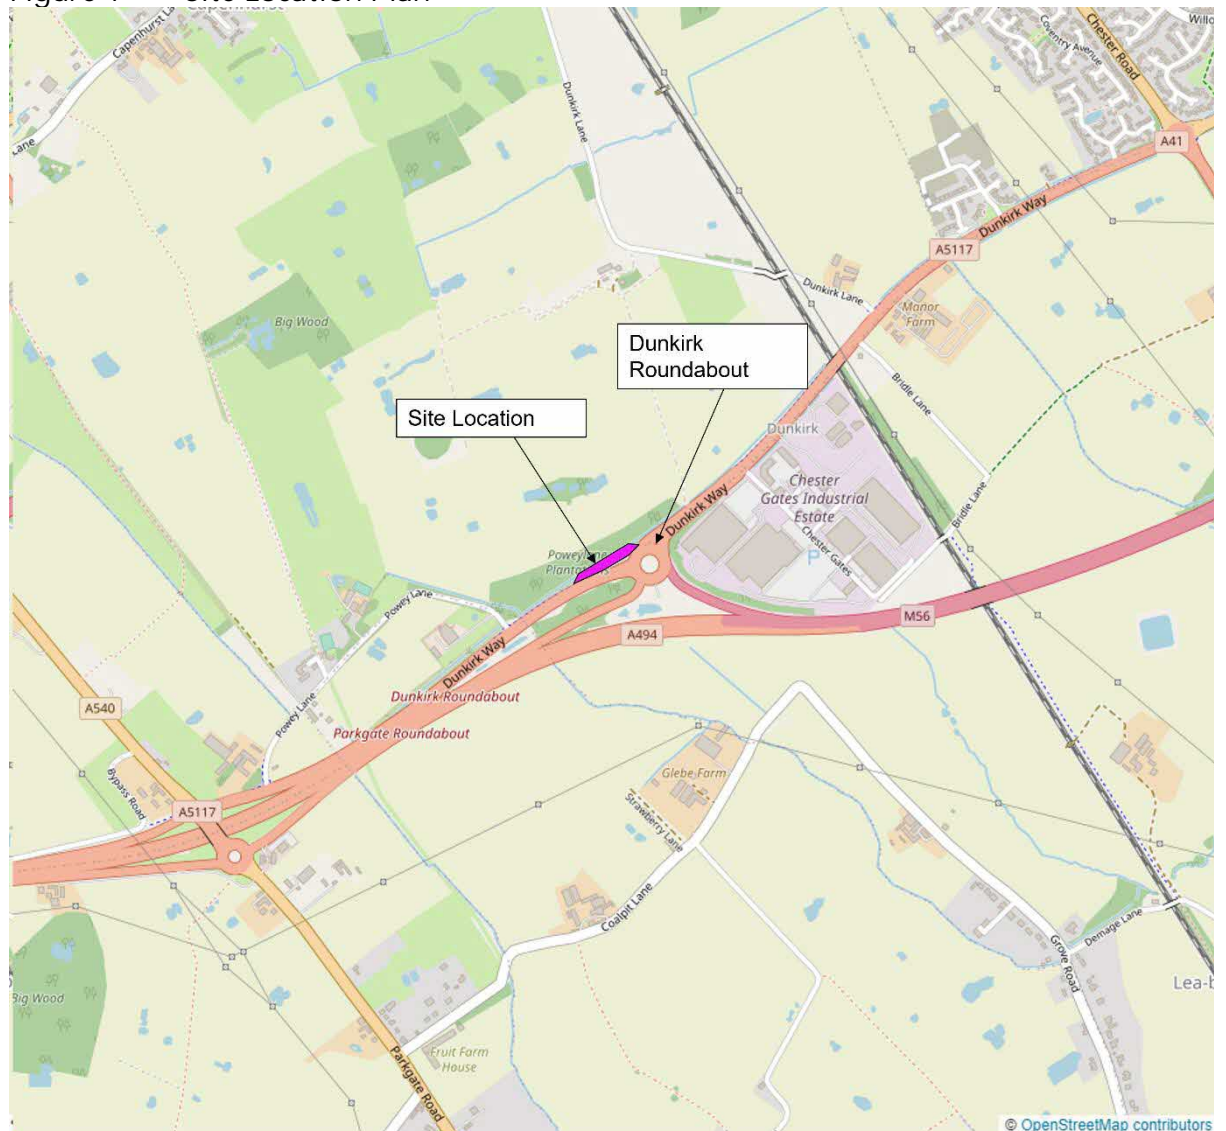 Capenhurst
Capenhurst La
Lane
Chester Road
Coventry Avenue
Willo
A41
Dunkirk Lane
Dunkirk Way
A5117
Dunkirk Lane
Manor
Farm
Big Wood
Dunkirk
Roundabout
Bridle Lane
Site Location
Dunkirk
Chester
Gates Industrial
Estate
Dunkirk Way
Bridle Lane
Chester Gates
P
Powey Lane
M56
A494
Dunkirk Way
Dunkirk Roundabout
Powey Lane
A540
Parkgate Roundabout
Bypass Road
Glebe Farm
A5117
Strawberry Lane
Coalpit Lane
Demage Lane
Grove Road
Big Wood
Lea-b
Fruit Farm
House
Parkgate Road
© OpenStreetMap contributors